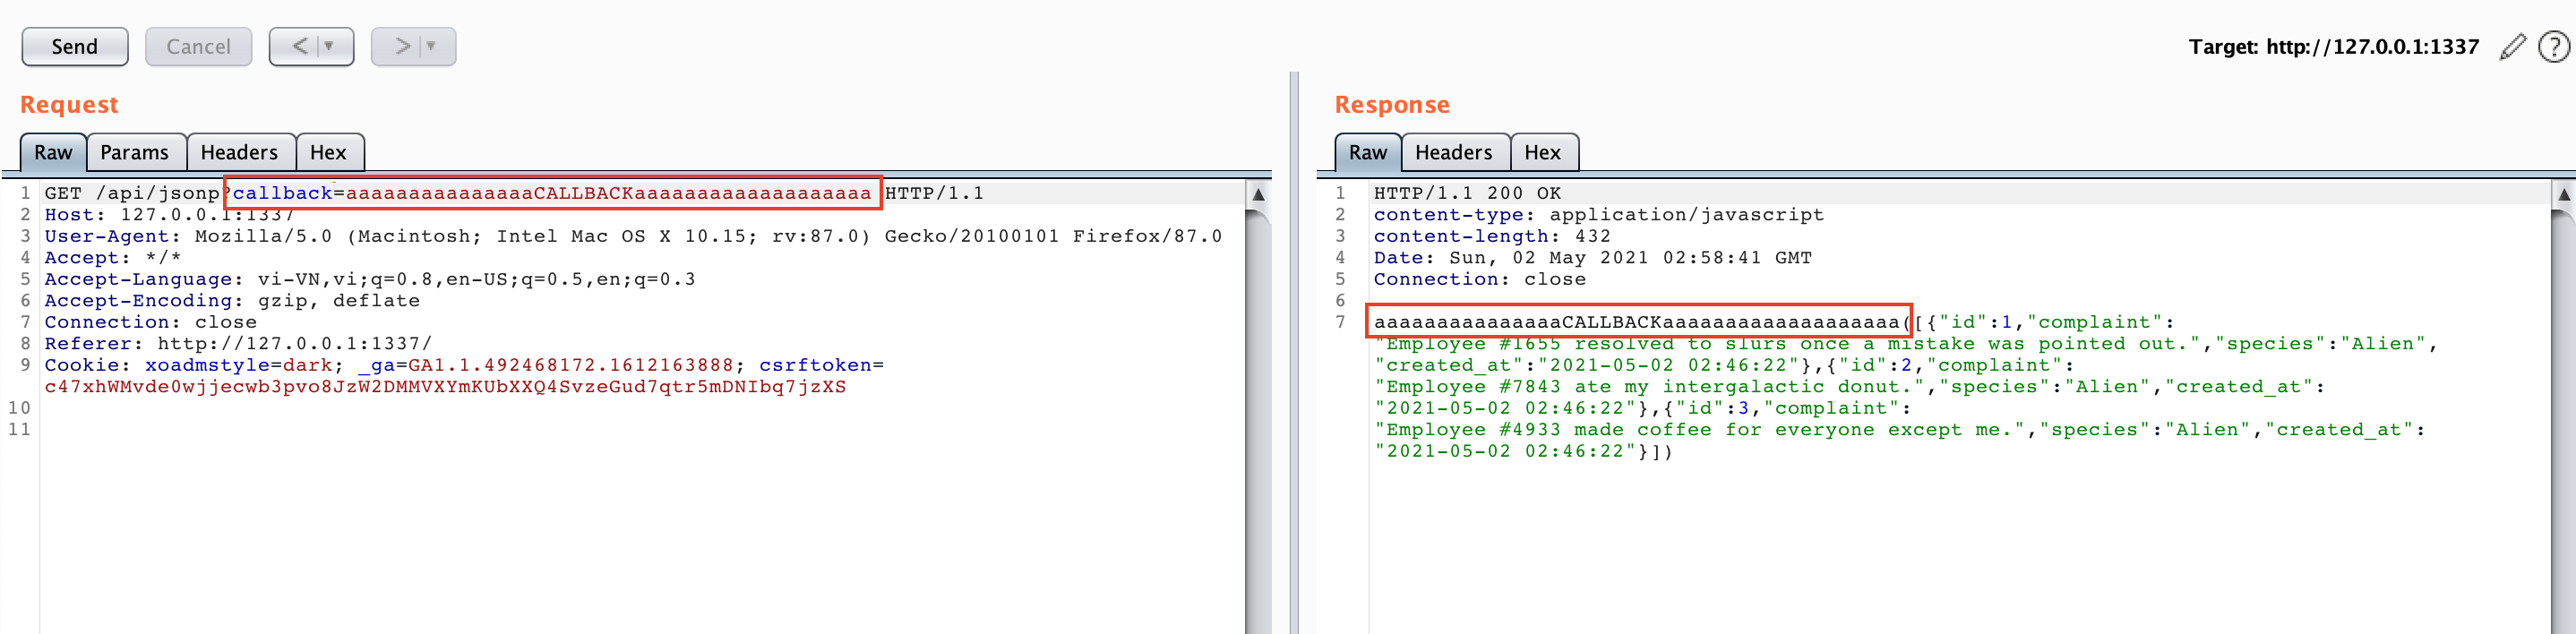 Send Cancel < > Target: http://127.0.0.1:1337 ?
Request
Raw Params Headers Hex
1 GET /api/jsonp?callback=aaaaaaaaaaaaaaaCALLBACKaaaaaaaaaaaaaaaaaaa HTTP/1.1
2 Host: 127.0.0.1:1337
3 User-Agent: Mozilla/5.0 (Macintosh; Intel Mac OS X 10.15; rv:87.0) Gecko/20100101 Firefox/87.0
4 Accept: */*
5 Accept-Language: vi-VN,vi;q=0.8,en-US;q=0.5,en;q=0.3
6 Accept-Encoding: gzip, deflate
7 Connection: close
8 Referer: http://127.0.0.1:1337/
9 Cookie: xoadmstyle=dark; _ga=GA1.1.492468172.1612163888; csrftoken=
c47xhWMvde0wjjecwb3pvo8JzW2DMMVXYmKUbXXQ4SvzeGud7qtr5mDNIbq7jzXS
10
11
Response
Raw Headers Hex
1 HTTP/1.1 200 OK
2 content-type: application/javascript
3 content-length: 432
4 Date: Sun, 02 May 2021 02:58:41 GMT
5 Connection: close
6
7 aaaaaaaaaaaaaaaCALLBACKaaaaaaaaaaaaaaaaaaa([{"id":1,"complaint":
"Employee #1655 resolved to slurs once a mistake was pointed out.","species":"Alien",
"created_at":"2021-05-02 02:46:22"},{"id":2,"complaint":
"Employee #7843 ate my intergalactic donut.","species":"Alien","created_at":
"2021-05-02 02:46:22"},{"id":3,"complaint":
"Employee #4933 made coffee for everyone except me.","species":"Alien","created_at":
"2021-05-02 02:46:22"}])